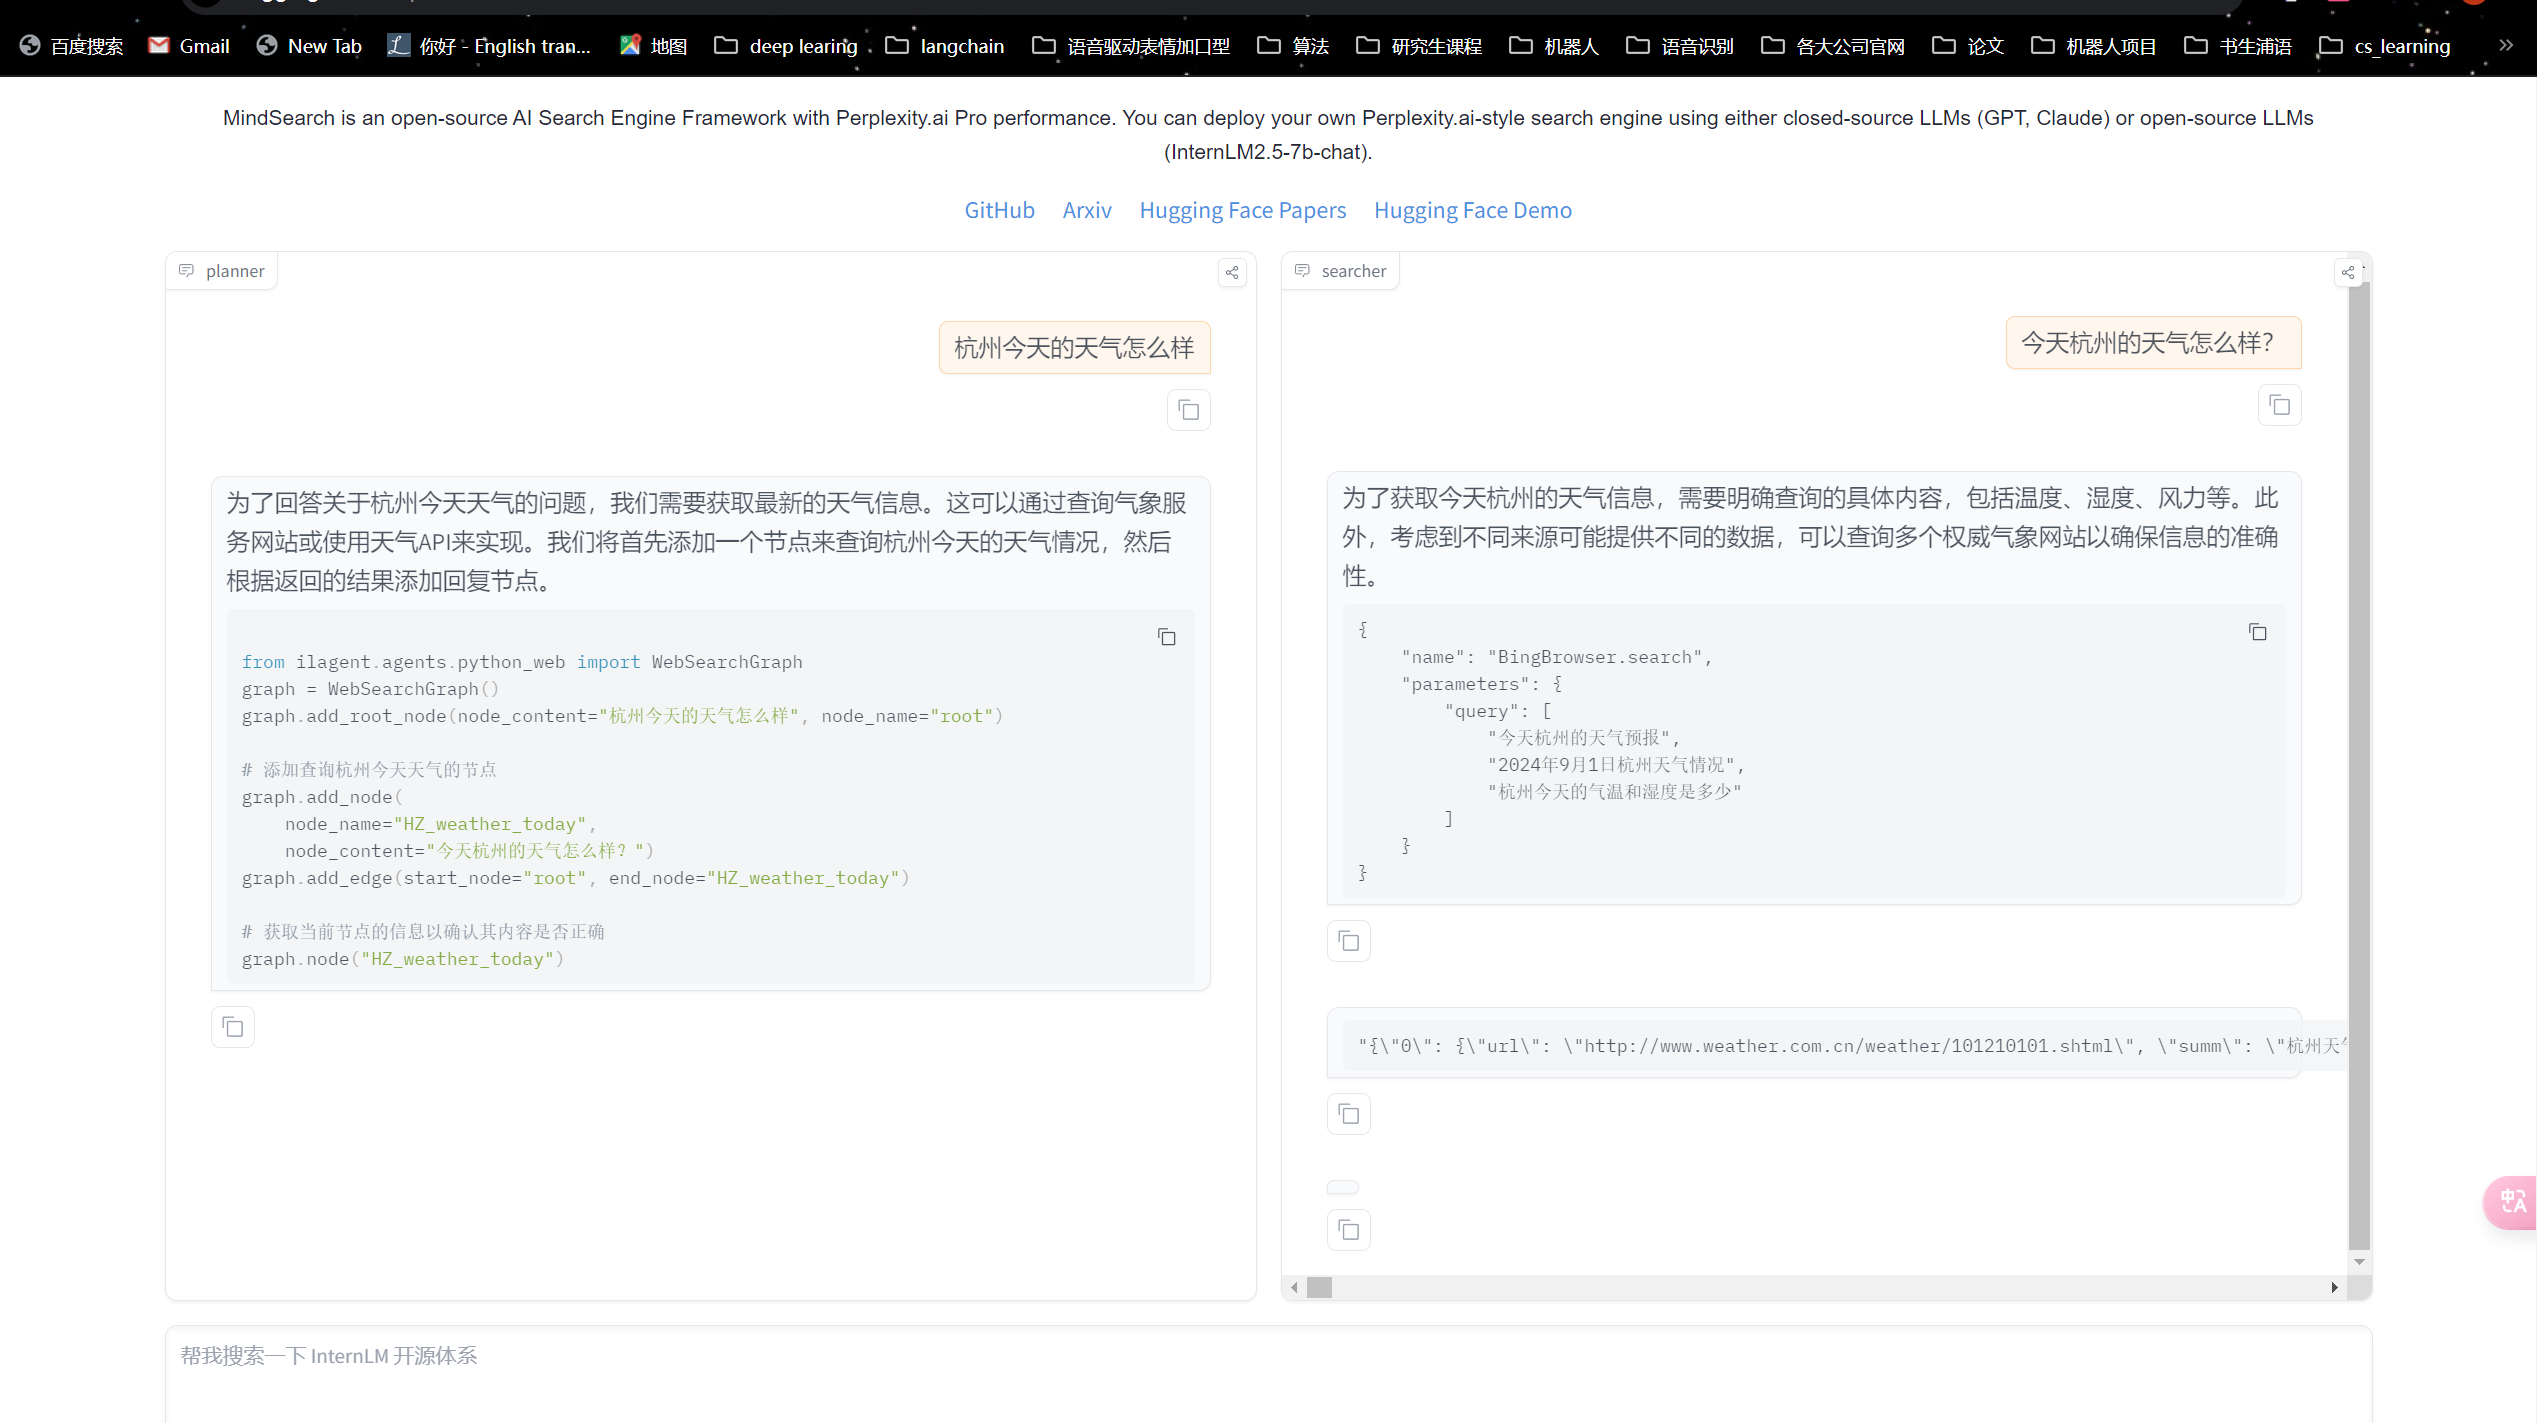 百度搜索 Gmail New Tab 你好 - English tran... 地图 deep learing langchain 语音驱动表情加口型 算法 研究生课程 机器人 语音识别 各大公司官网 论文 机器人项目 书生浦语 cs_learning »
MindSearch is an open-source AI Search Engine Framework with Perplexity.ai Pro performance. You can deploy your own Perplexity.ai-style search engine using either closed-source LLMs (GPT, Claude) or open-source LLMs
(InternLM2.5-7b-chat).
GitHub Arxiv Hugging Face Papers Hugging Face Demo
planner
杭州今天的天气怎么样
为了回答关于杭州今天天气的问题，我们需要获取最新的天气信息。这可以通过查询气象服
务网站或使用天气API来实现。我们将首先添加一个节点来查询杭州今天的天气情况，然后
根据返回的结果添加回复节点。
from ilagent.agents.python_web import WebSearchGraph
graph = WebSearchGraph()
graph.add_root_node(node_content="杭州今天的天气怎么样", node_name="root")
# 添加查询杭州今天天气的节点
graph.add_node(
    node_name="HZ_weather_today",
    node_content="今天杭州的天气怎么样？")
graph.add_edge(start_node="root", end_node="HZ_weather_today")
# 获取当前节点的信息以确认其内容是否正确
graph.node("HZ_weather_today")
searcher
今天杭州的天气怎么样？
为了获取今天杭州的天气信息，需要明确查询的具体内容，包括温度、湿度、风力等。此
外，考虑到不同来源可能提供不同的数据，可以查询多个权威气象网站以确保信息的准确
性。
{
    "name": "BingBrowser.search",
    "parameters": {
        "query": [
            "今天杭州的天气预报",
            "2024年9月1日杭州天气情况",
            "杭州今天的气温和湿度是多少"
        ]
    }
}
"{\"0\": {\"url\": \"http://www.weather.com.cn/weather/101210101.shtml\", \"summ\": \"杭州天
帮我搜索一下 InternLM 开源体系